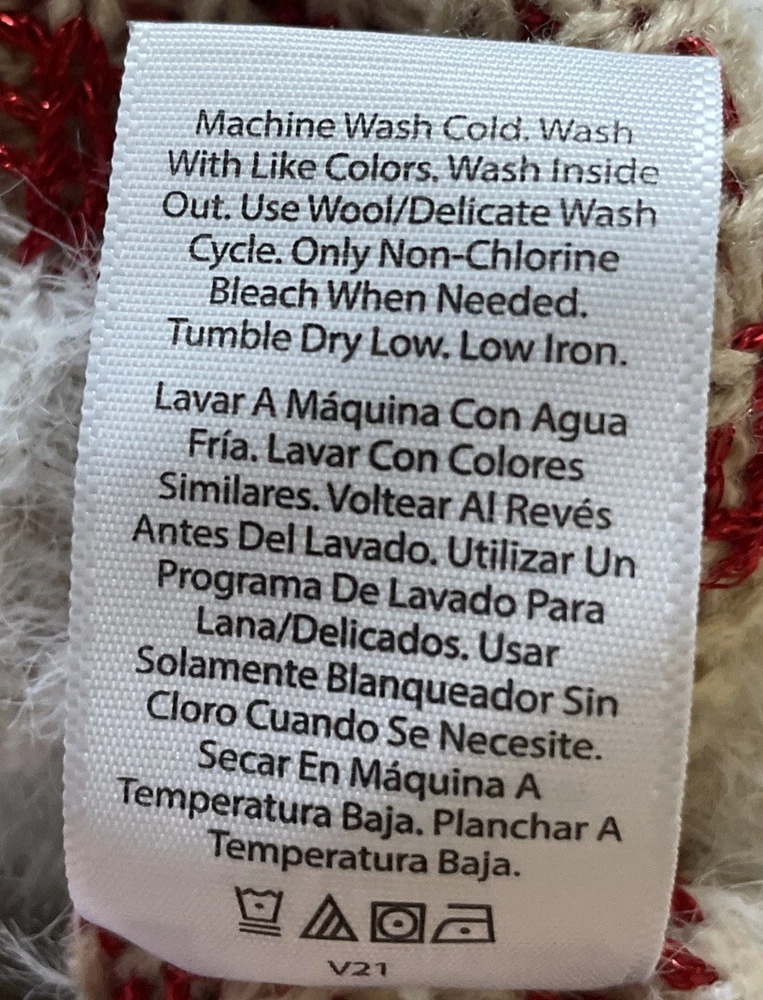 Machine Wash Cold. Wash
With Like Colors. Wash Inside
Out. Use Wool/Delicate Wash
Cycle. Only Non-Chlorine
Bleach When Needed.
Tumble Dry Low. Low Iron.
Lavar A Máquina Con Agua
Fría. Lavar Con Colores
Similares. Voltear Al Revés
Antes Del Lavado. Utilizar Un
Programa De Lavado Para
Lana/Delicados. Usar
Solamente Blanqueador Sin
Cloro Cuando Se Necesite.
Secar En Máquina A
Temperatura Baja. Planchar A
Temperatura Baja.
V21